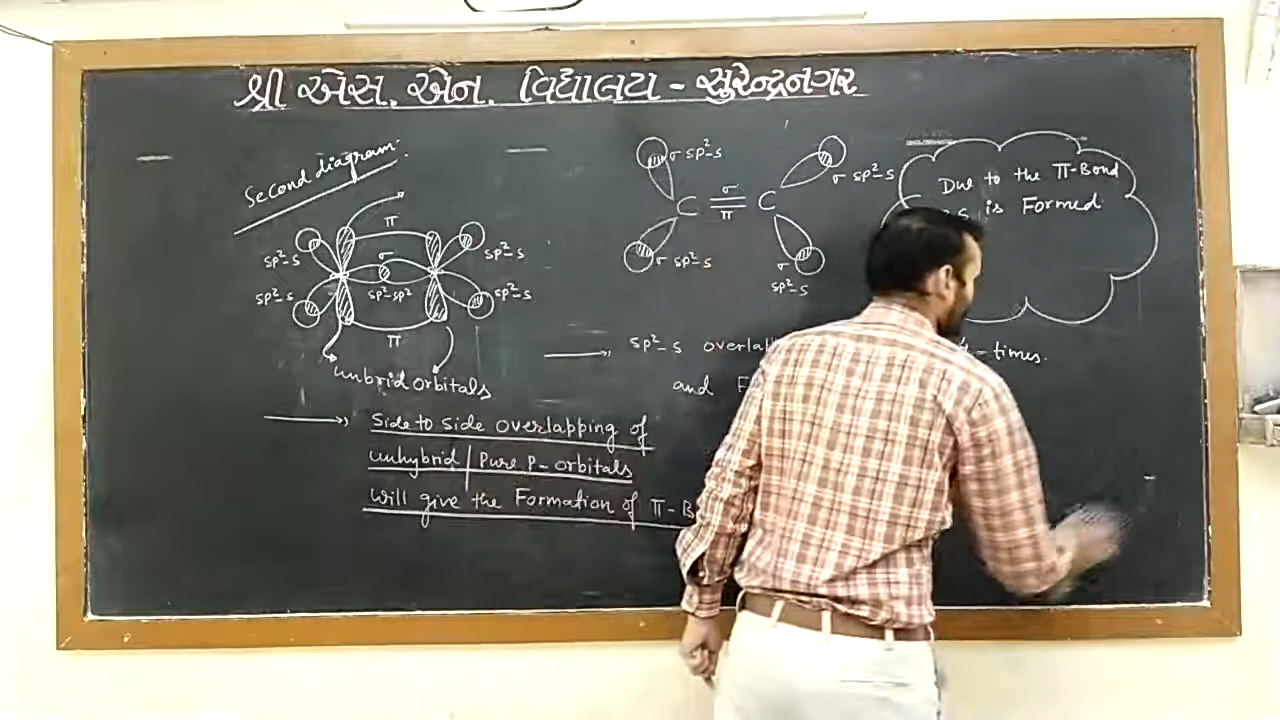 શ્રી એસ. એન. વિદ્યાલય - સુરેન્દ્રનગર
Second diagram.
π
sp²-s
σ
sp²-s
sp²-s
sp²-sp²
sp²-s
π
unbrid orbitals
Side to side overlapping of
unhybrid | Pure P- orbitals
will give the Formation of π-B
σ sp²-s
σ sp²-s
C σ π C
σ sp²-s
σ
sp²-s
Due to the π-Bond
is Formed
sp²-s
4-times.
and